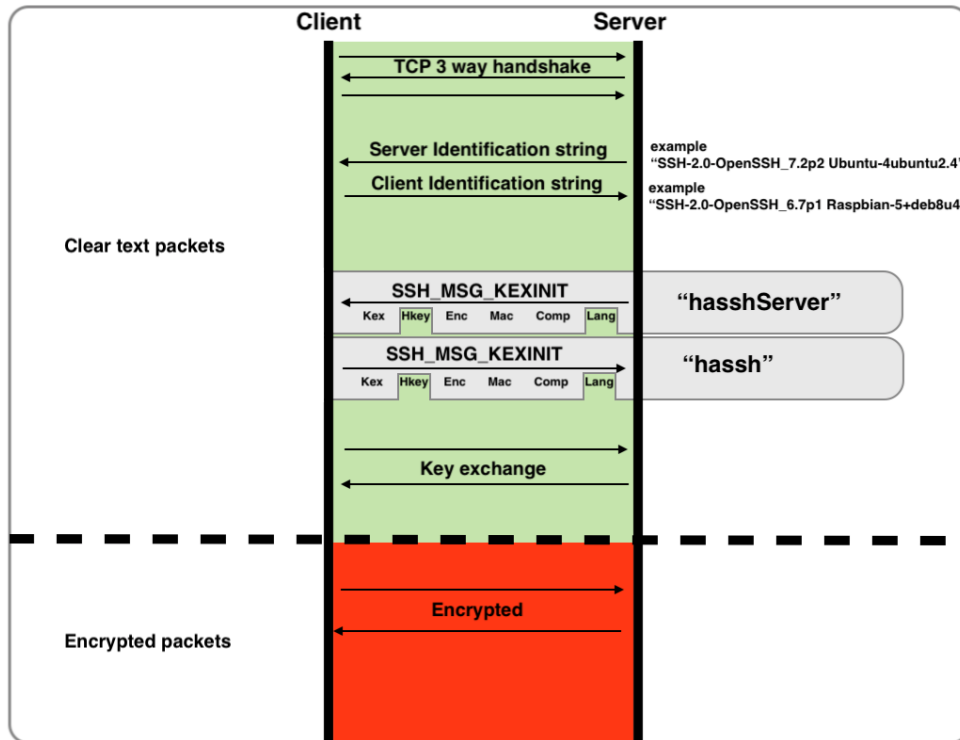 Client
Server
TCP 3 way handshake
Server Identification string
example
“SSH-2.0-OpenSSH_7.2p2 Ubuntu-4ubuntu2.4”
Client Identification string
example
“SSH-2.0-OpenSSH_6.7p1 Raspbian-5+deb8u4
Clear text packets
SSH_MSG_KEXINIT
“hasshServer”
Kex Hkey Enc Mac Comp Lang
SSH_MSG_KEXINIT
“hassh”
Kex Hkey Enc Mac Comp Lang
Key exchange
Encrypted
Encrypted packets